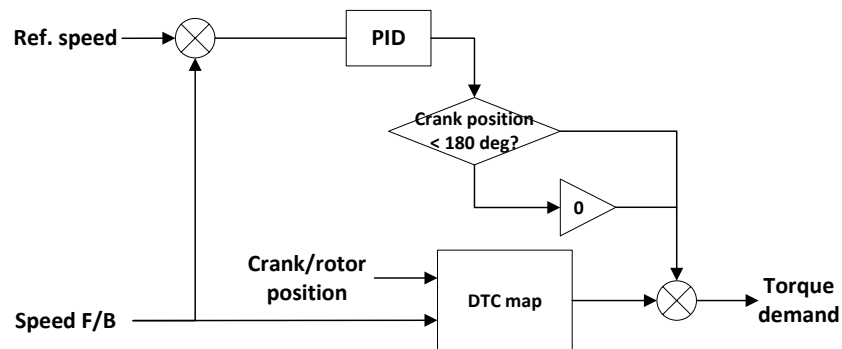 Ref. speed
PID
Crank position
< 180 deg?
0
Crank/rotor
position
DTC map
Torque
demand
Speed F/B